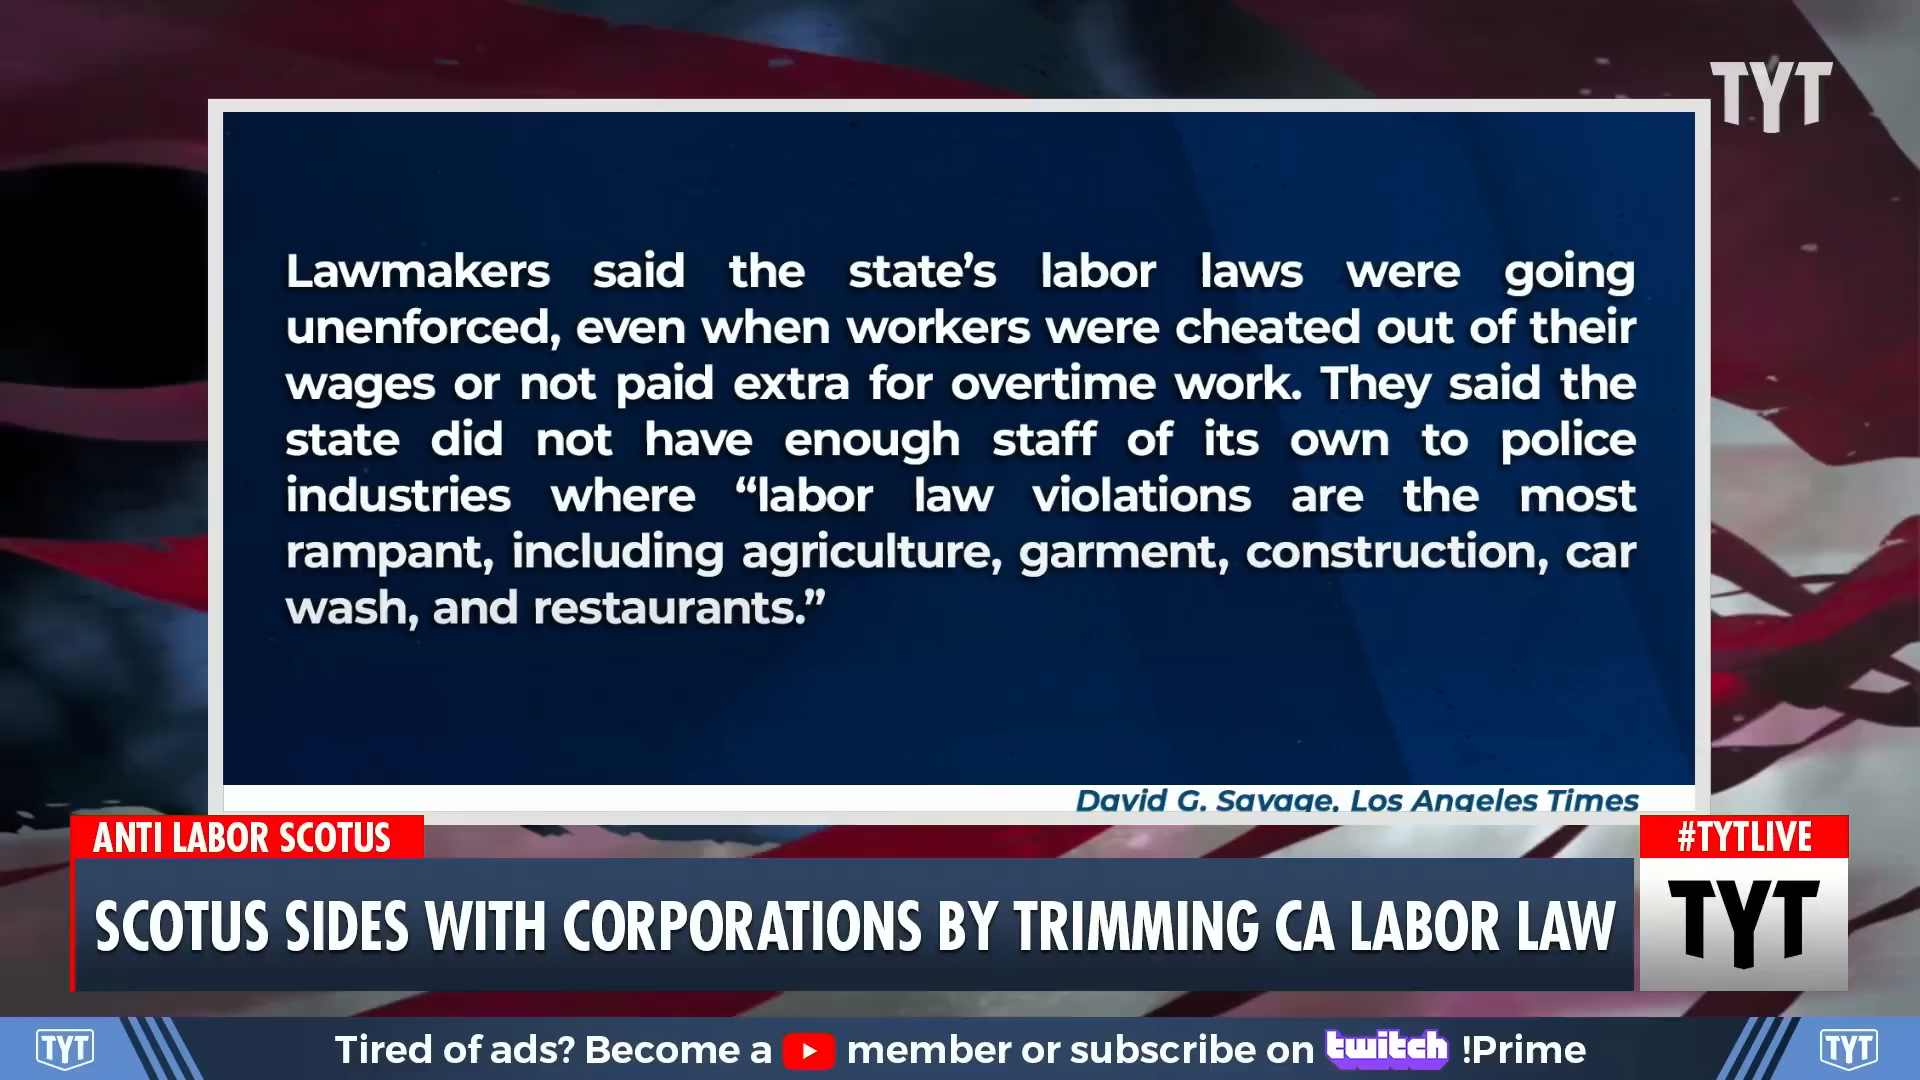 TYT
Lawmakers said the state’s labor laws were going
unenforced, even when workers were cheated out of their
wages or not paid extra for overtime work. They said the
state did not have enough staff of its own to police
industries where “labor law violations are the most
rampant, including agriculture, garment, construction, car
wash, and restaurants.”
David G. Savage, Los Angeles Times
ANTI LABOR SCOTUS
#TYTLIVE
SCOTUS SIDES WITH CORPORATIONS BY TRIMMING CA LABOR LAW
TYT
TYT
Tired of ads? Become a member or subscribe on twitch !Prime
TYT